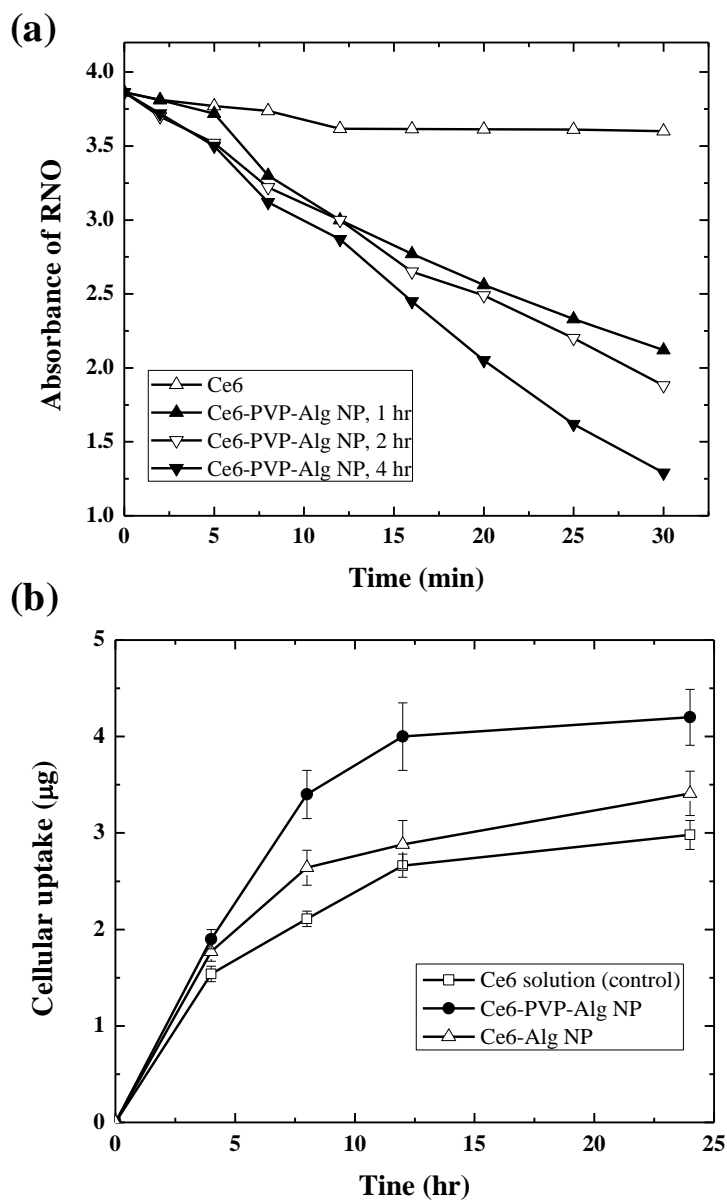 (a)
4.0
3.5
3.0
2.5
2.0
1.5
1.0
Absorbance of RNO
Ce6
Ce6-PVP-Alg NP, 1 hr
Ce6-PVP-Alg NP, 2 hr
Ce6-PVP-Alg NP, 4 hr
0 5 10 15 20 25 30
Time (min)
(b)
5
4
3
2
1
0
Cellular uptake (μg)
Ce6 solution (control)
Ce6-PVP-Alg NP
Ce6-Alg NP
0 5 10 15 20 25
Tine (hr)